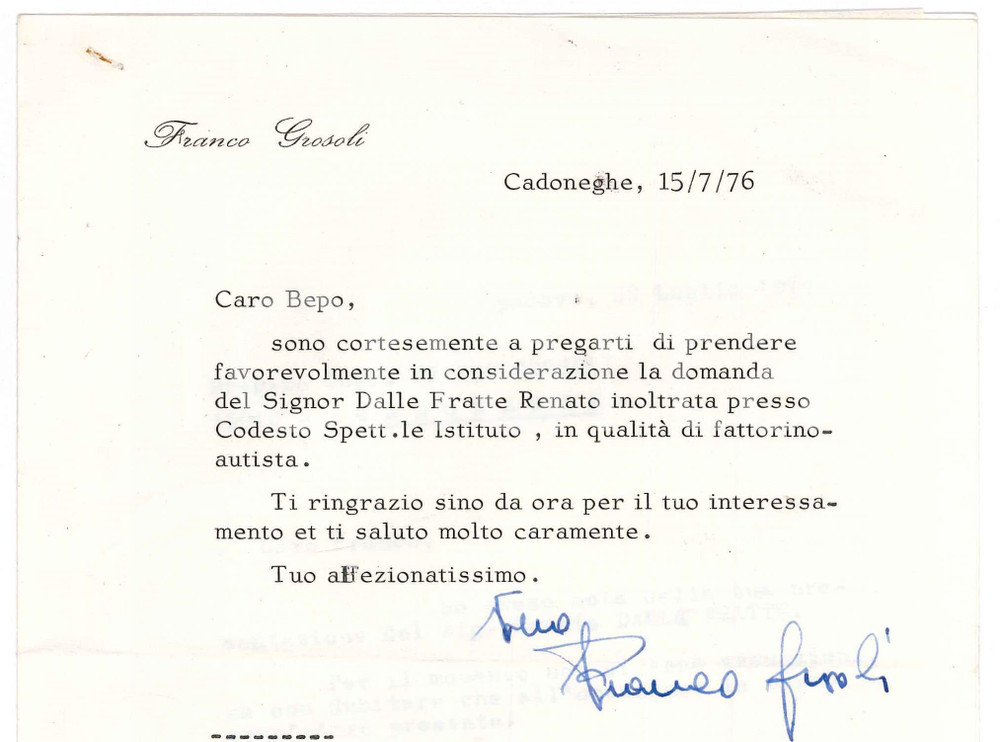 Franco Grosoli
Cadoneghe, 15/7/76
Caro Bepo,
sono cortesemente a pregarti di prendere
favorevolmente in considerazione la domanda
del Signor Dalle Fratte Renato inoltrata presso
Codesto Spett.le Istituto , in qualità di fattorino-
autista.
Ti ringrazio sino da ora per il tuo interessa-
mento et ti saluto molto caramente.
Tuo affezionatissimo.
Franco Grosoli
----------